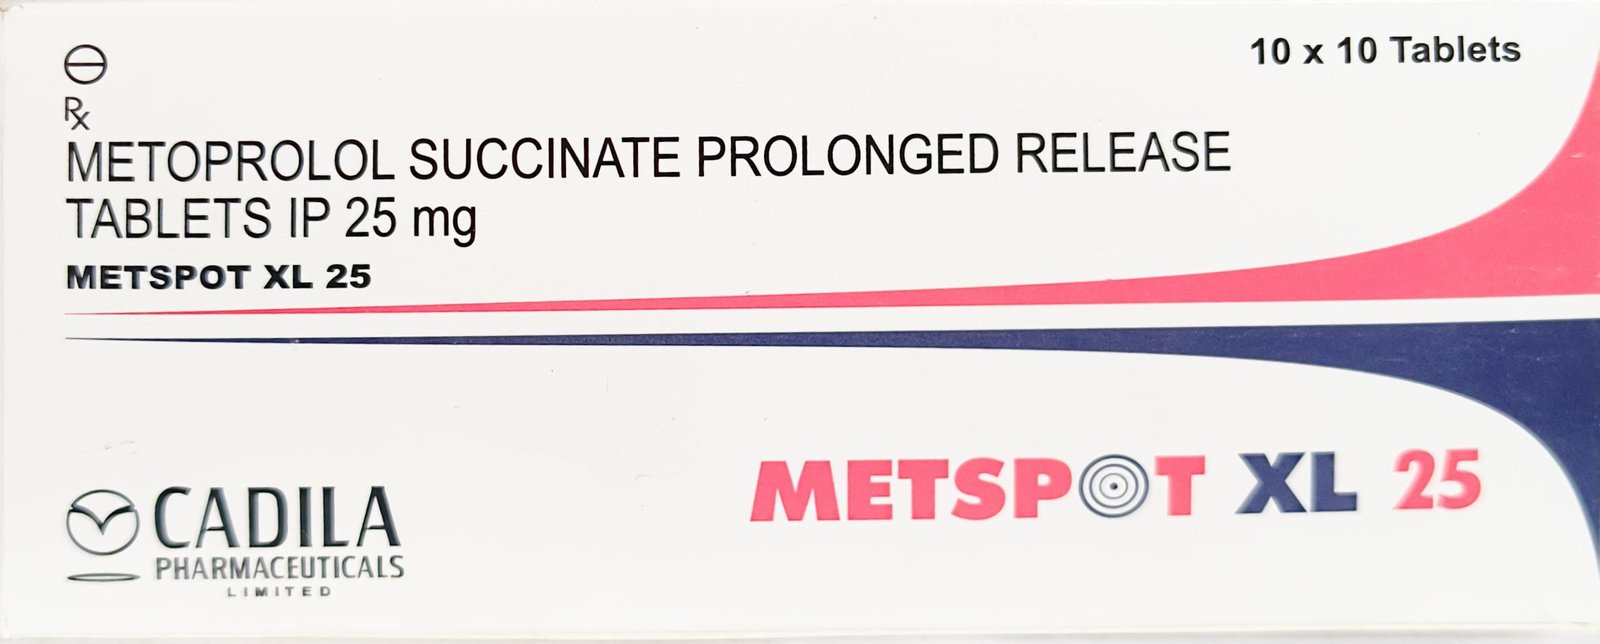 10 x 10 Tablets
Rx
METOPROLOL SUCCINATE PROLONGED RELEASE
TABLETS IP 25 mg
METSPOT XL 25
METSPOT XL 25
CADILA
PHARMACEUTICALS
LIMITED